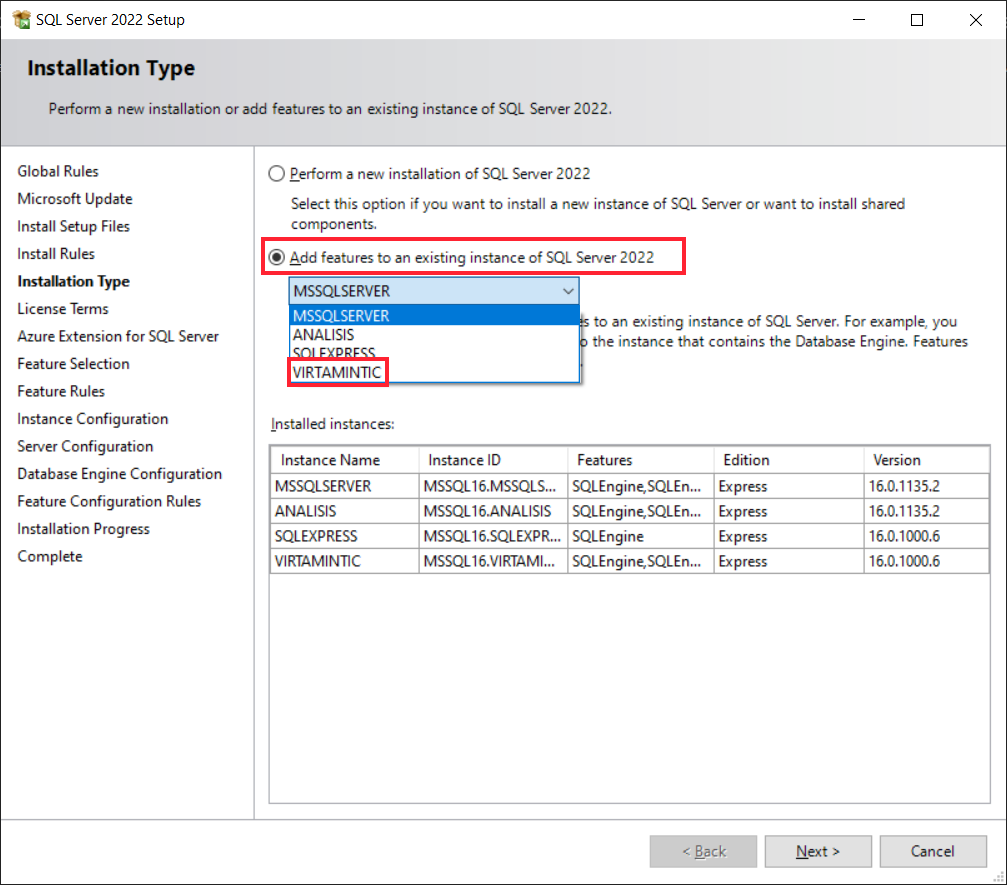 SQL Server 2022 Setup
Installation Type
Perform a new installation or add features to an existing instance of SQL Server 2022.
Global Rules
Microsoft Update
Install Setup Files
Install Rules
Installation Type
License Terms
Azure Extension for SQL Server
Feature Selection
Feature Rules
Instance Configuration
Server Configuration
Database Engine Configuration
Feature Configuration Rules
Installation Progress
Complete
Perform a new installation of SQL Server 2022
Select this option if you want to install a new instance of SQL Server or want to install shared
components.
Add features to an existing instance of SQL Server 2022
MSSQLSERVER
MSSQLSERVER
ANALISIS
SQLEXPRESS
VIRTAMINTIC
to an existing instance of SQL Server. For example, you
the instance that contains the Database Engine. Features
Installed instances:
Instance Name Instance ID Features Edition Version
MSSQLSERVER MSSQL16.MSSQLS... SQLEngine,SQLEn... Express 16.0.1135.2
ANALISIS MSSQL16.ANALISIS SQLEngine,SQLEn... Express 16.0.1135.2
SQLEXPRESS MSSQL16.SQLEXPR... SQLEngine Express 16.0.1000.6
VIRTAMINTIC MSSQL16.VIRTAMI... SQLEngine,SQLEn... Express 16.0.1000.6
< Back
Next >
Cancel